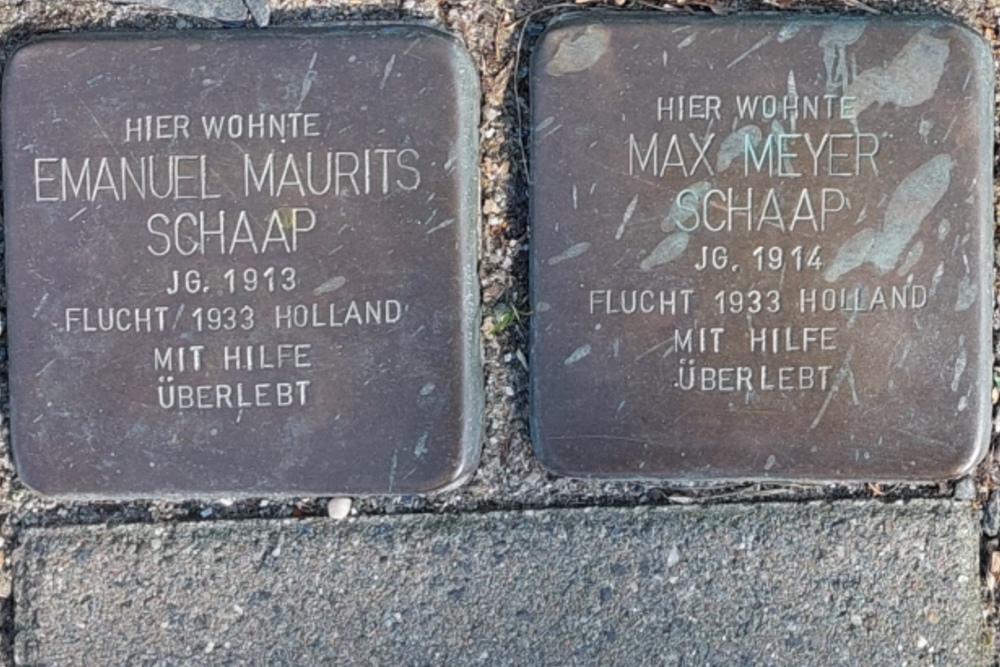 HIER WOHNTE
EMANUEL MAURITS
SCHAAP
JG. 1913
FLUCHT 1933 HOLLAND
MIT HILFE
ÜBERLEBT
HIER WOHNTE
MAX MEYER
SCHAAP
JG. 1914
FLUCHT 1933 HOLLAND
MIT HILFE
ÜBERLEBT